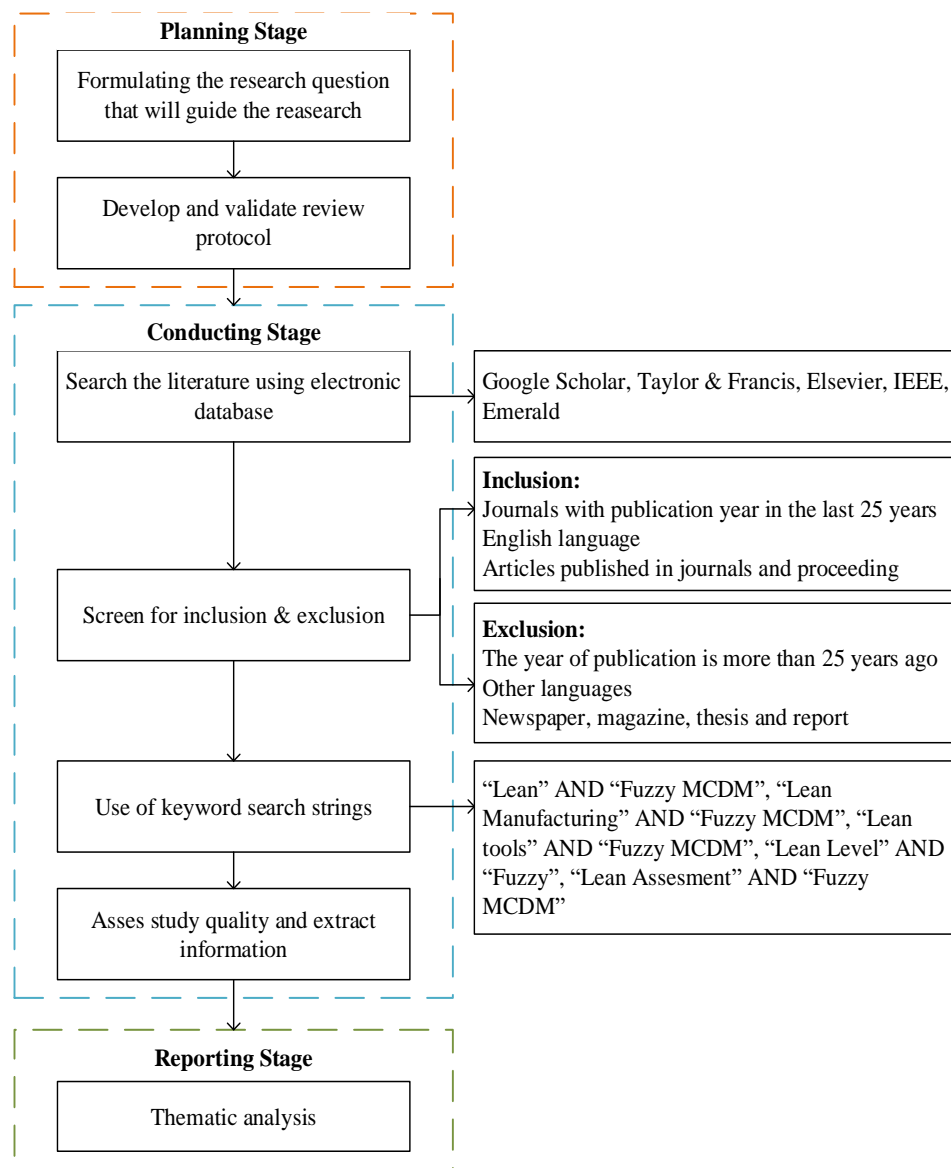 Planning Stage
Formulating the research question
that will guide the reasearch
Develop and validate review
protocol
Conducting Stage
Search the literature using electronic
database
Google Scholar, Taylor & Francis, Elsevier, IEEE,
Emerald
Inclusion:
Journals with publication year in the last 25 years
English language
Articles published in journals and proceeding
Screen for inclusion & exclusion
Exclusion:
The year of publication is more than 25 years ago
Other languages
Newspaper, magazine, thesis and report
Use of keyword search strings
“Lean” AND “Fuzzy MCDM”, “Lean
Manufacturing” AND “Fuzzy MCDM”, “Lean
tools” AND “Fuzzy MCDM”, “Lean Level” AND
“Fuzzy”, “Lean Assesment” AND “Fuzzy
MCDM”
Asses study quality and extract
information
Reporting Stage
Thematic analysis